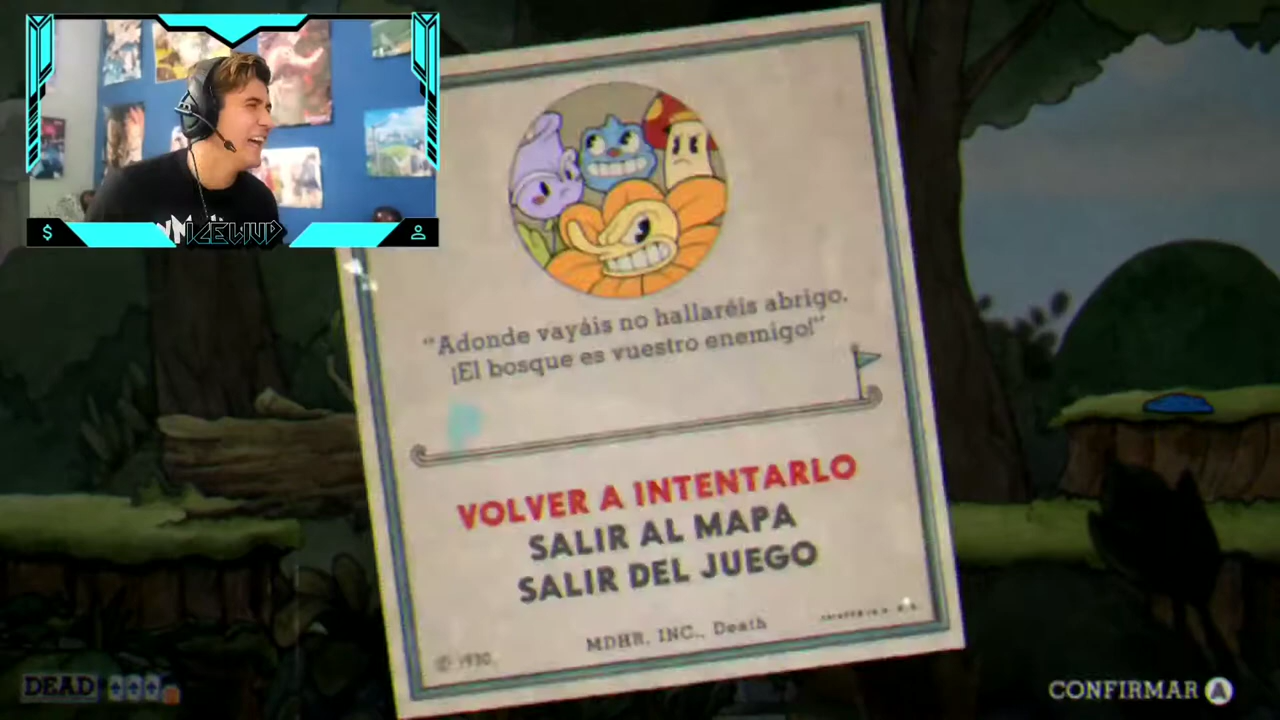 $
NICEWUP
“Adonde vayáis no hallaréis abrigo.
¡El bosque es vuestro enemigo!”
VOLVER A INTENTARLO
SALIR AL MAPA
SALIR DEL JUEGO
MDHR. INC., Death
© 1930
DEAD
CONFIRMAR A